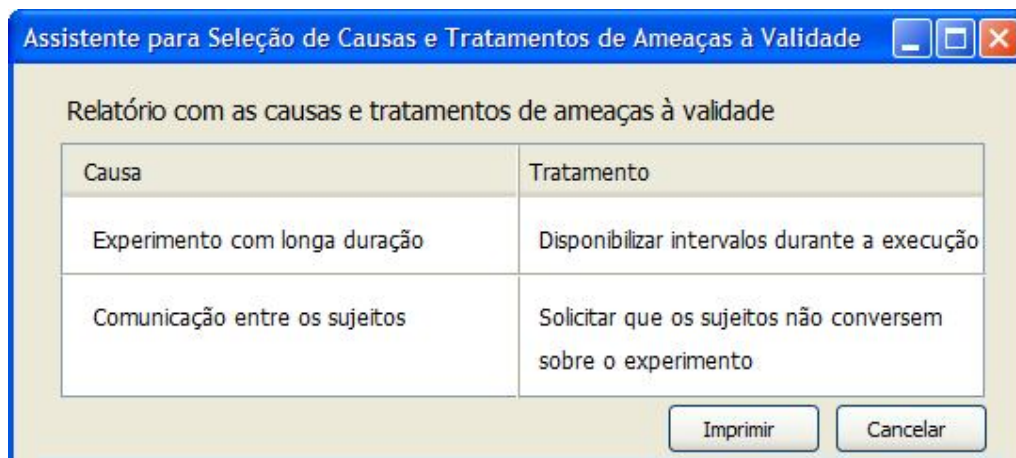 Assistente para Seleção de Causas e Tratamentos de Ameaças à Validade
Relatório com as causas e tratamentos de ameaças à validade
Causa
Tratamento
Experimento com longa duração
Disponibilizar intervalos durante a execução
Comunicação entre os sujeitos
Solicitar que os sujeitos não conversem
sobre o experimento
Imprimir
Cancelar